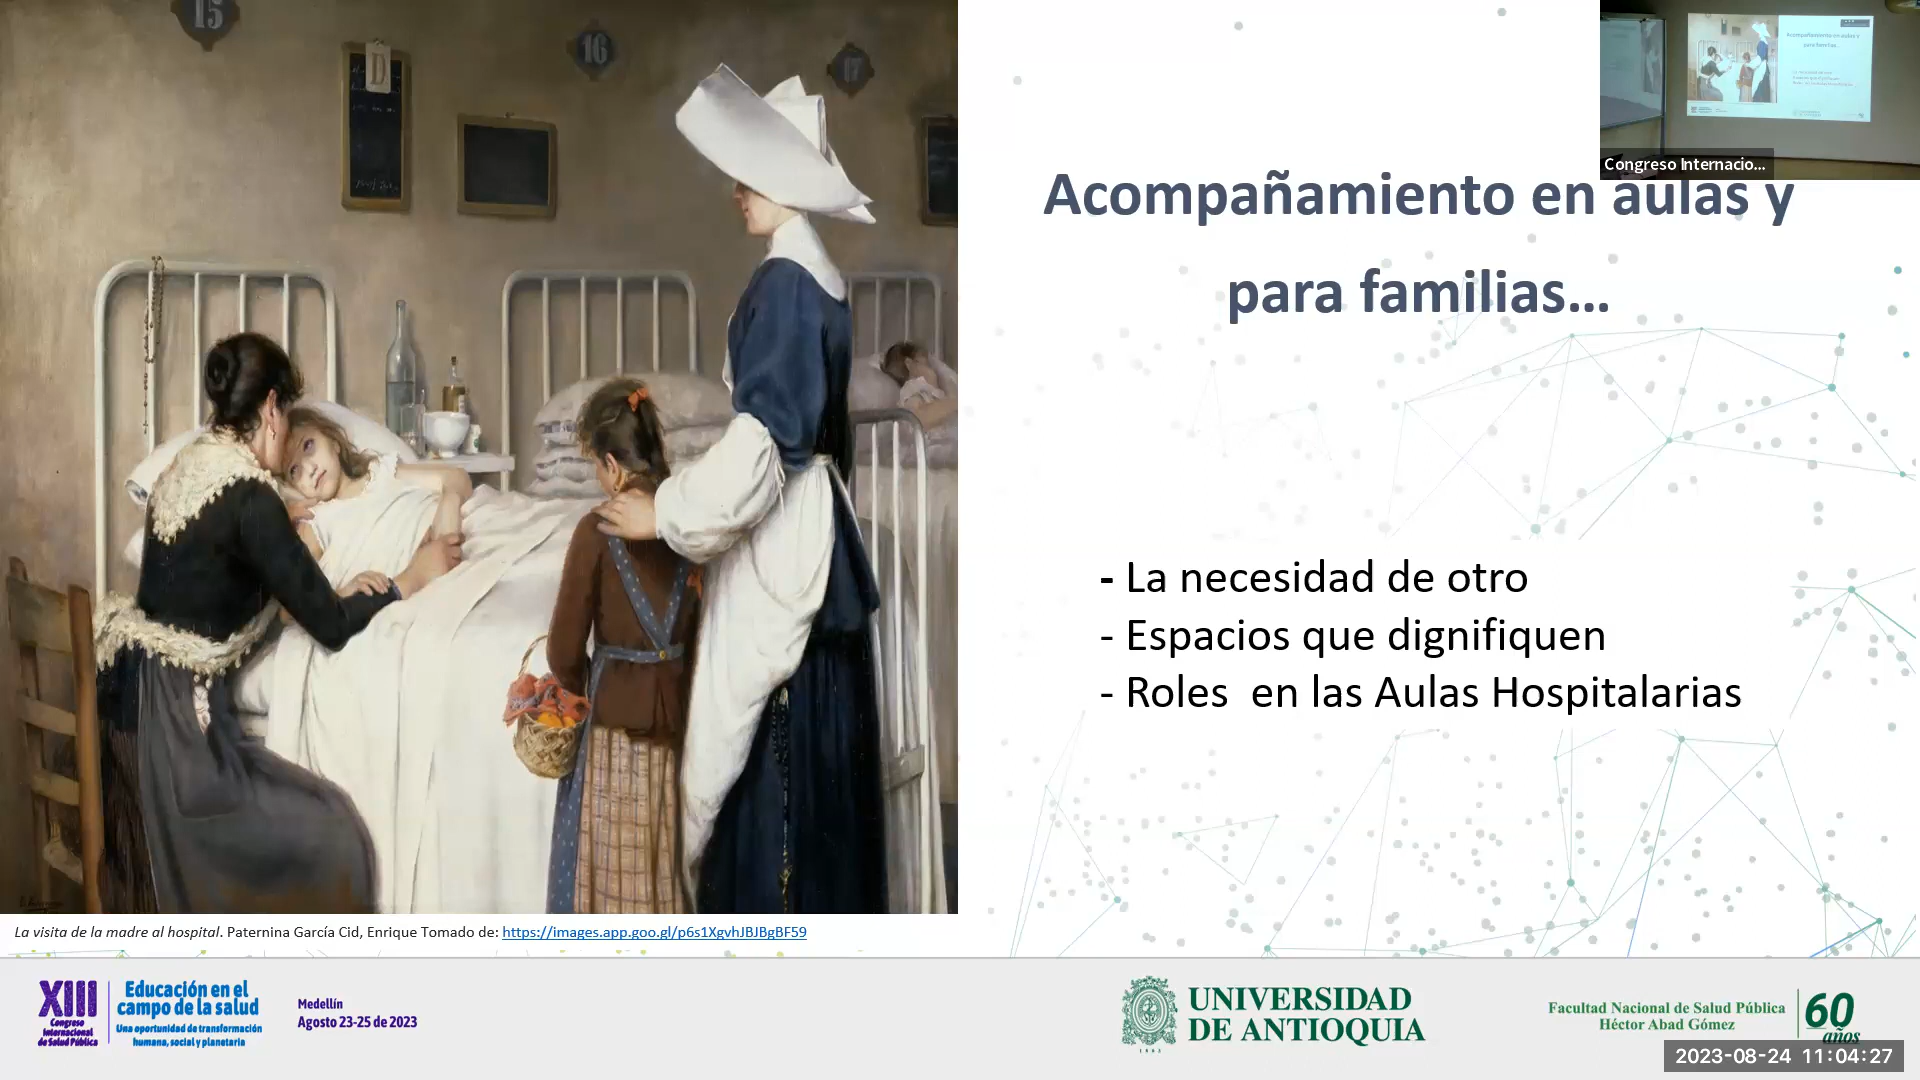 15
16
17
D
Congreso Internacio...
Acompañamiento en aulas y
para familias...
- La necesidad de otro
- Espacios que dignifiquen
- Roles en las Aulas Hospitalarias
La visita de la madre al hospital. Paternina García Cid, Enrique Tomado de: https://images.app.goo.gl/p6s1XgvhJBJBgBF59
XIII
Congreso
Internacional
de Salud Pública
Educación en el
campo de la salud
Una oportunidad de transformación
humana, social y planetaria
Medellín
Agosto 23-25 de 2023
UNIVERSIDAD
DE ANTIOQUIA
1803
Facultad Nacional de Salud Pública
Héctor Abad Gómez
60
años
2023-08-24 11:04:27